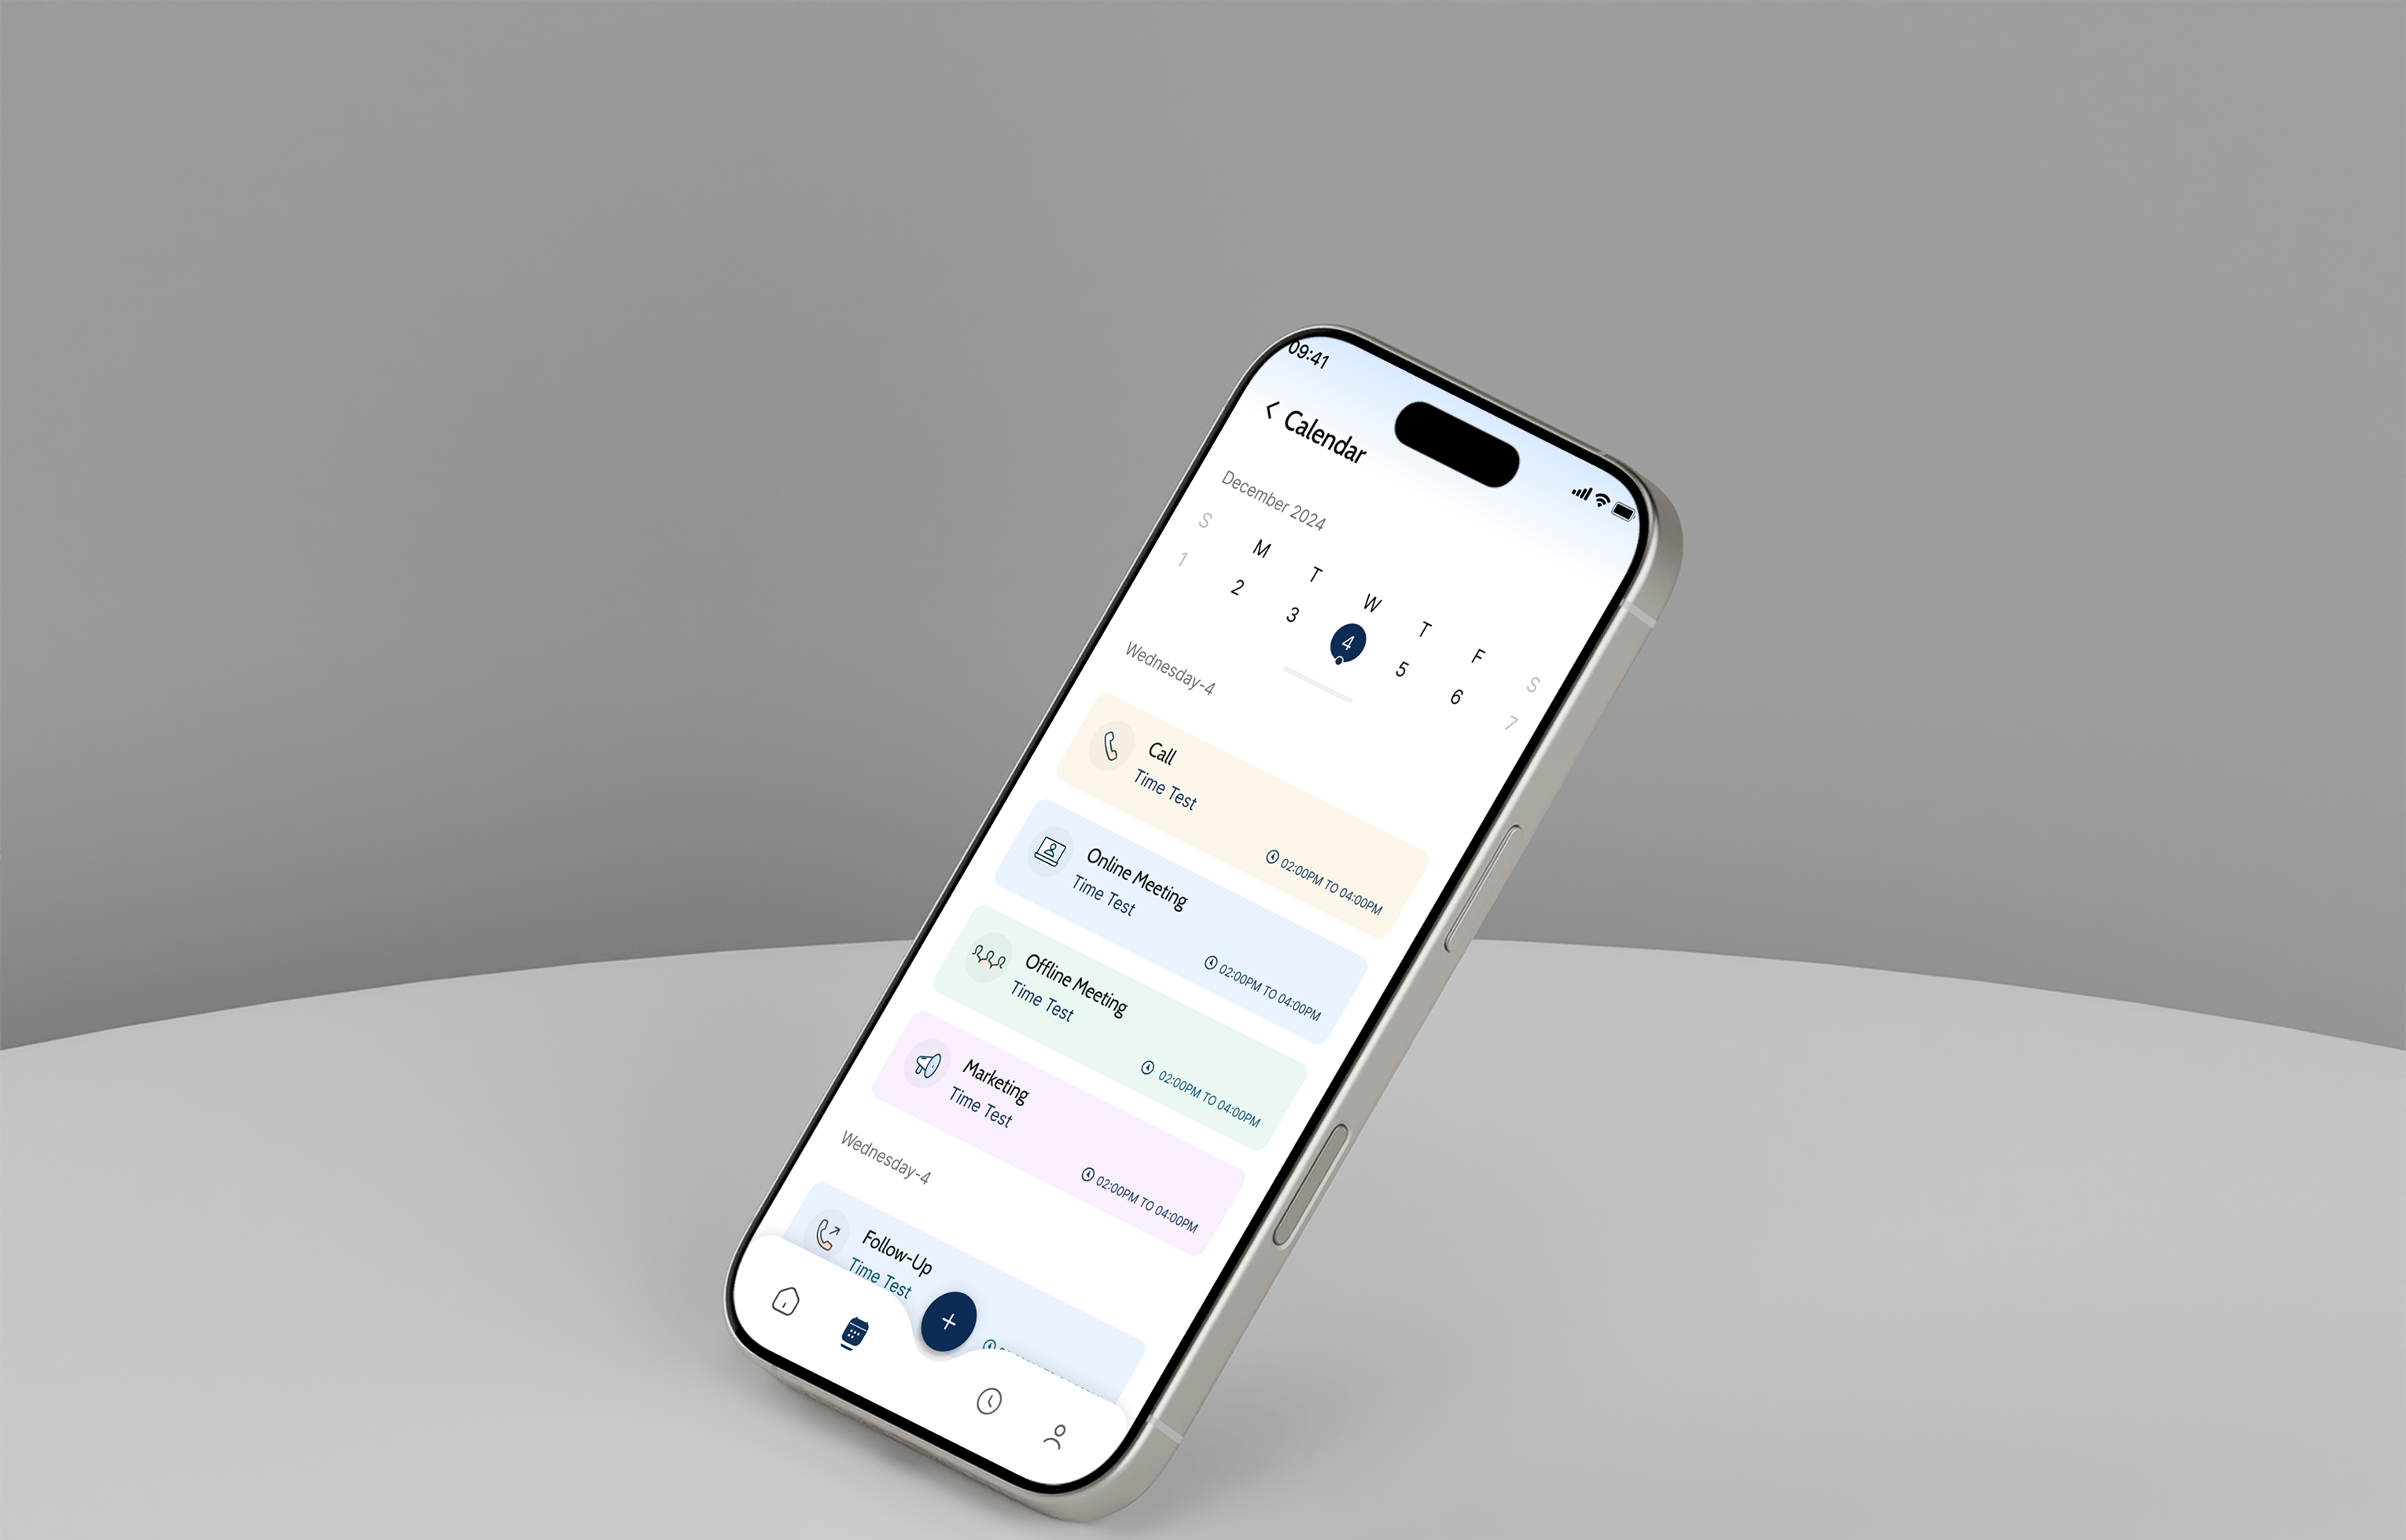 09:41
Calendar
December 2024
S M T W T F S
1 2 3 4 5 6 7
Wednesday-4
Call
Time Test
02:00PM TO 04:00PM
Online Meeting
Time Test
02:00PM TO 04:00PM
Offline Meeting
Time Test
02:00PM TO 04:00PM
Marketing
Time Test
02:00PM TO 04:00PM
Wednesday-4
Follow-Up
Time Test